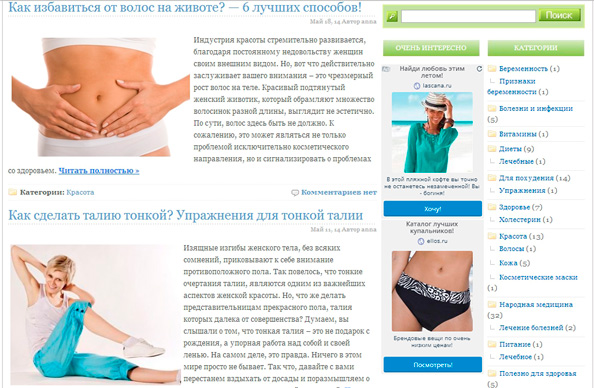 Как избавиться от волос на животе? — 6 лучших способов!
Май 18, 14 Автор anna
Индустрия красоты стремительно развивается,
благодаря постоянному недовольству женщин
своим внешним видом. Но, вот что действительно
заслуживает вашего внимания – это чрезмерный
рост волос на теле. Красивый подтянутый
женский животик, который обрамляют множество
волосинок разной длины, выглядит не эстетично.
По сути, волос здесь быть не должно. К
сожалению, это может являться не только
проблемой исключительно косметического
направления, но и сигнализировать о проблемах
со здоровьем. Читать полностью »
Категории: Красота
Комментариев нет
Как сделать талию тонкой? Упражнения для тонкой талии
Май 11, 14 Автор anna
Изящные изгибы женского тела, без всяких
сомнений, приковывают к себе внимание
противоположного пола. Так повелось, что тонкие
очертания талии, являются одним из важнейших
аспектов женской красоты. Но, что же делать
представительницам прекрасного пола, талия
которых далека от совершенства? Думаем, вы
слышали о том, что тонкая талия – это не подарок с
рождения, а упорная работа над собой и своей
ленью. На самом деле, это правда. Ничего в этом
мире просто не бывает. Так что, давайте с вами
перестанем вздыхать от досады и поразмышляем о
Поиск
ОЧЕНЬ ИНТЕРЕСНО
Найди любовь этим
летом!
lascana.ru
В этой пляжной кофте вы точно
не останетесь незамеченной! Вы
- богиня!
Хочу!
Каталог лучших
купальников!
elios.ru
Брендовые вещи по очень
низким ценам!
Посмотреть!
КАТЕГОРИИ
Беременность (1)
Признаки
беременности (1)
Болезни и инфекции
(5)
Витамины (1)
Диеты (9)
Лечебные (1)
Для похудения (14)
Упражнения (1)
Здоровье (7)
Холестерин (1)
Красота (13)
Волосы (1)
Кожа (5)
Косметические маски
(1)
Народная медицина
(32)
Лечение болезней (2)
Питание (1)
Лечебное (1)
Полезно для здоровья
(5)